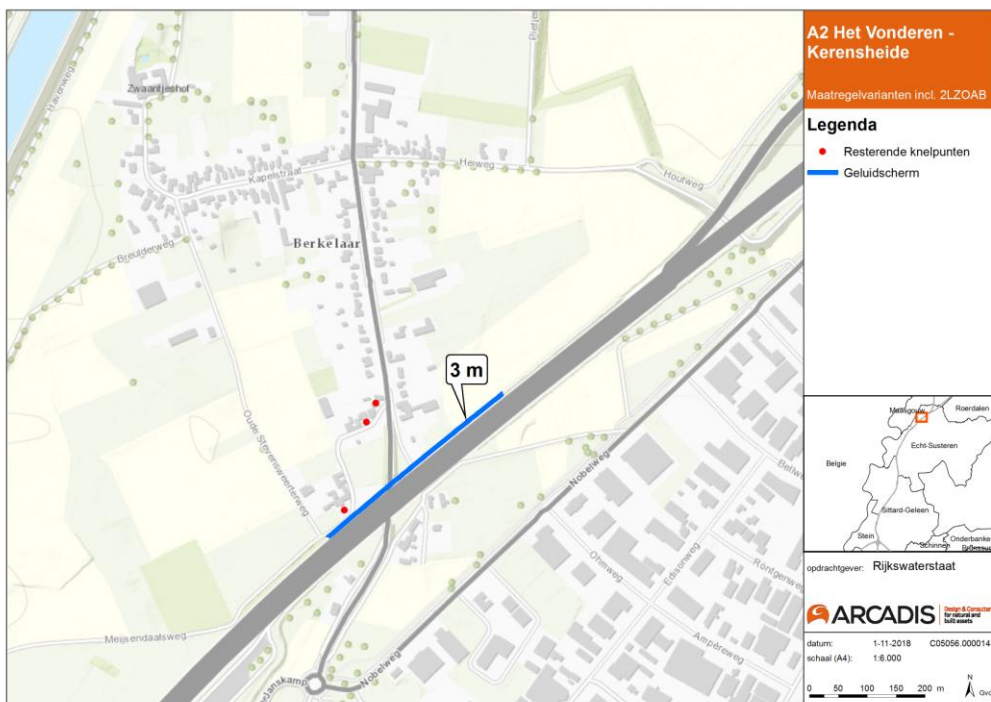 A2 Het Vonderen -
Kerensheide
Maatregelvarianten incl. 2LZOAB
Legenda
Resterende knelpunten
Geluidscherm
Havenweg
Zwaantjeshof
Kapelstraat
Heiweg
Houtweg
Breulderweg
Berkelaar
3 m
Oude Stevensweerterweg
Nobelweg
Ohmweg
Edisonweg
Röntgenweg
Ampèreweg
Meijsendaalsweg
Nobelweg
Maasgouw
Roerdalen
Echt-Susteren
Belgie
Sittard-Geleen
Stein
Schinnen
Onderbanke
opdrachtgever: Rijkswaterstaat
ARCADIS
Design & Consultan
for natural and
built assets
datum: 1-11-2018 C05056.000014
schaal (A4): 1:6.000
0 50 100 150 200 m
N